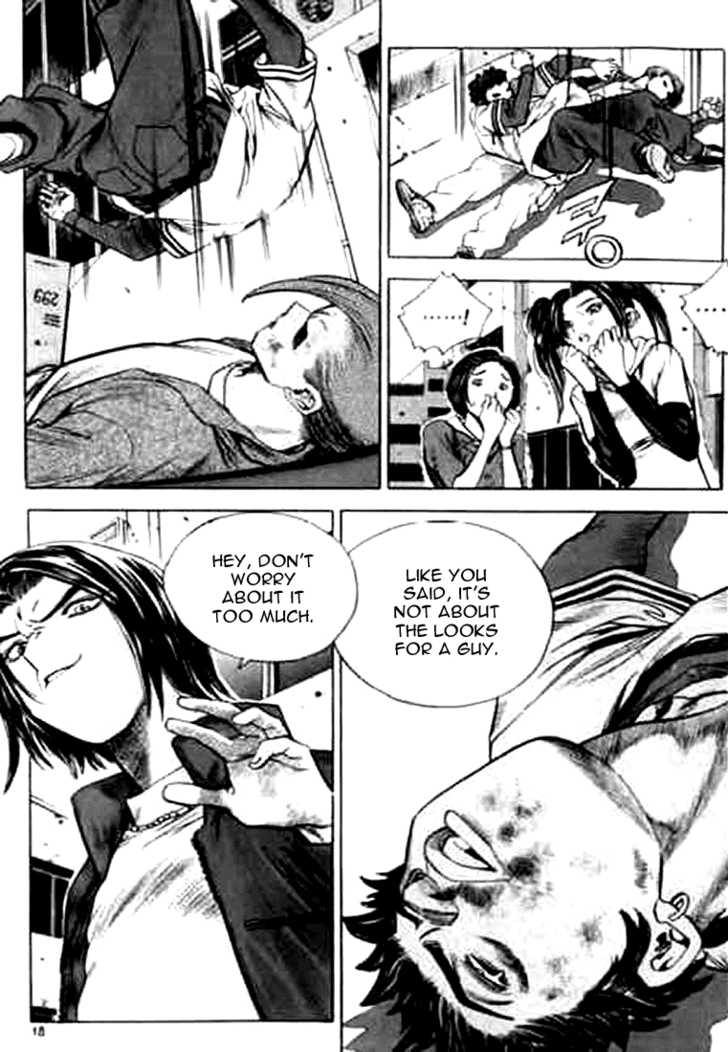 299
......!
......
HEY, DON'T
WORRY
ABOUT IT
TOO MUCH.
LIKE YOU
SAID, IT'S
NOT ABOUT
THE LOOKS
FOR A GUY.
18